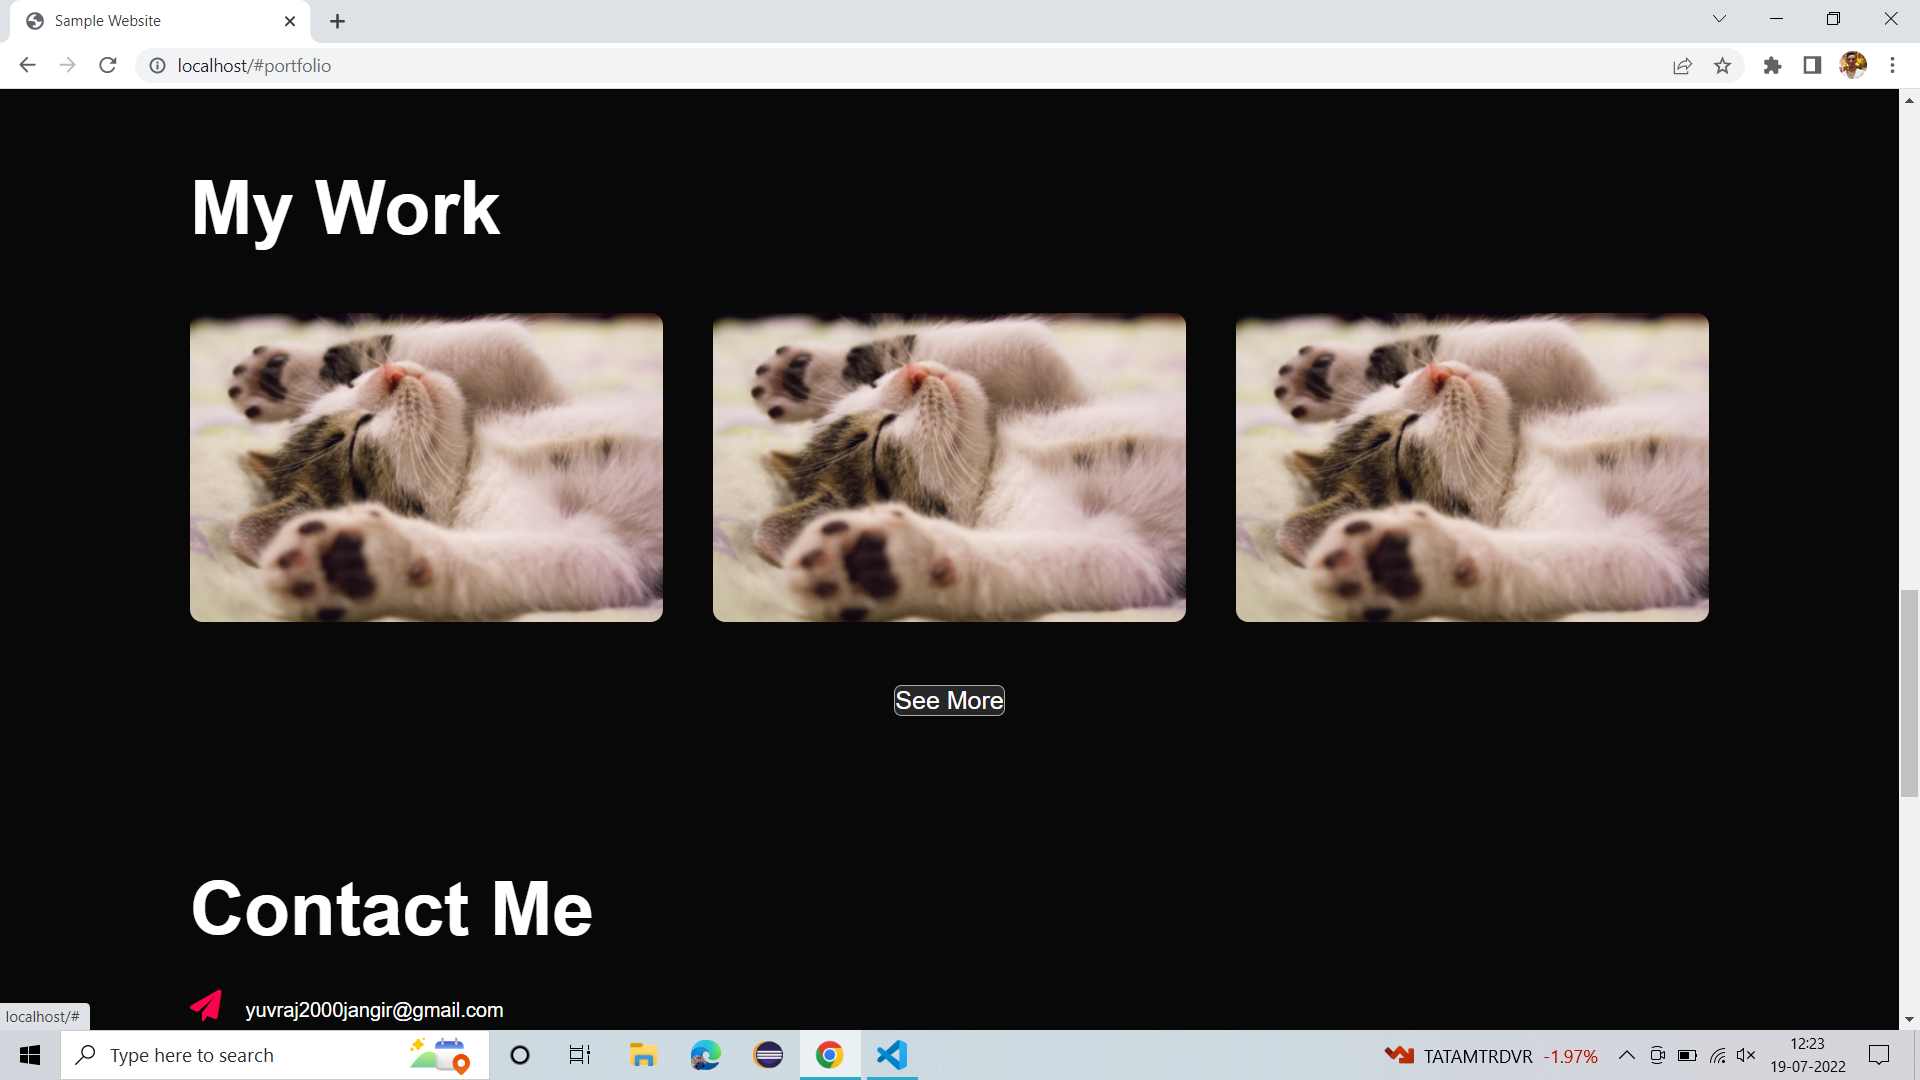 Sample Website
localhost/#portfolio
My Work
See More
Contact Me
yuvraj2000jangir@gmail.com
localhost/#
Type here to search
TATAMTRDVR -1.97%
12:23
19-07-2022